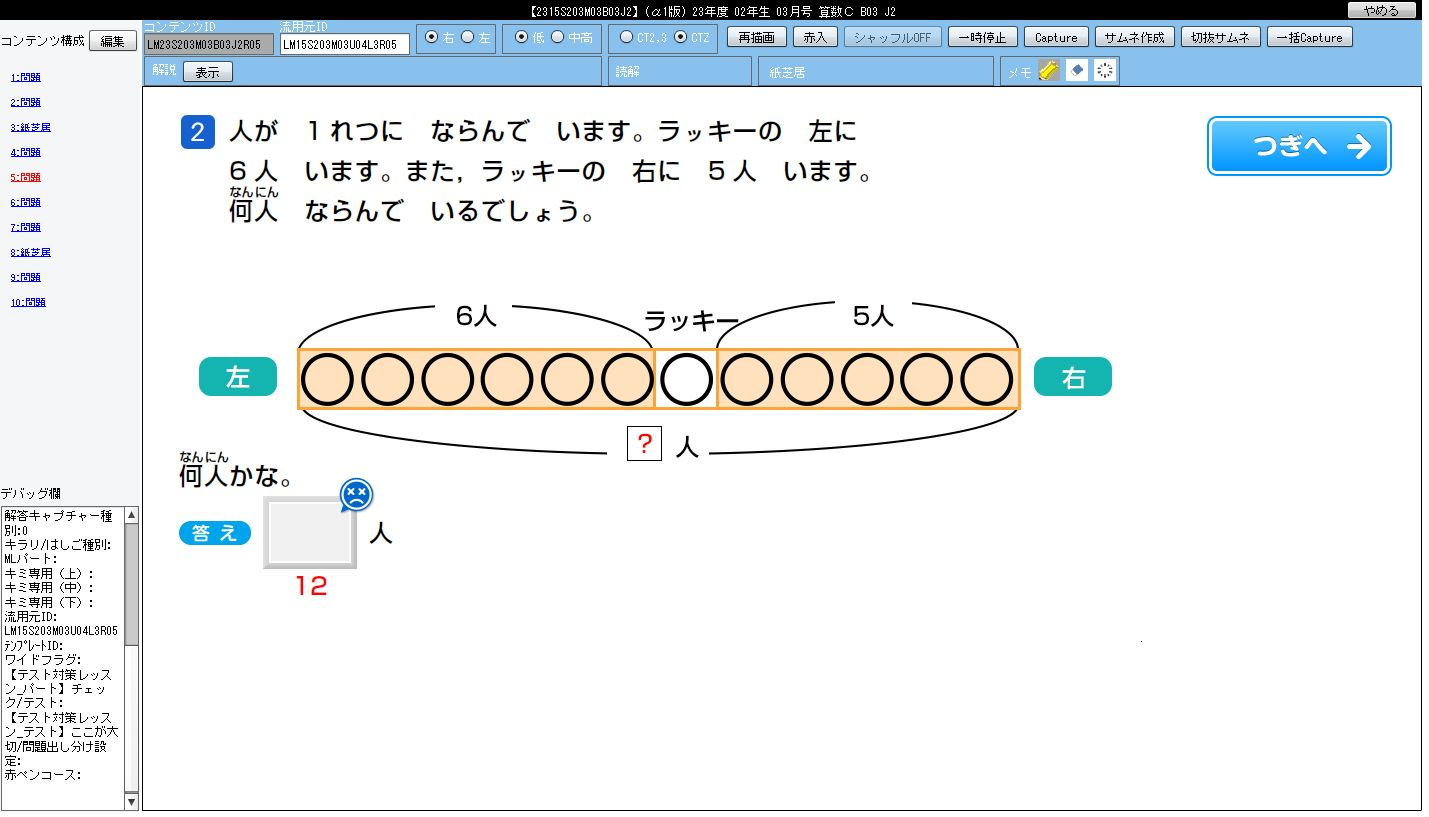 【2315S203M03B03J2】(α1版) 23年度 02年生 03月号 算数C B03 J2
やめる
コンテンツ構成
編集
コンテンツID
流用元ID
LM23S203M03B03J2R05
LM15S203M03U04L3R05
右
左
低
中高
CT2,3
CTZ
再描画
赤入
シャッフルOFF
一時停止
Capture
サムネ作成
切抜サムネ
一括Capture
解説
表示
読解
紙芝居
メモ
1:問題
2:問題
3:紙芝居
4:問題
5:問題
6:問題
7:問題
8:紙芝居
9:問題
10:問題
2
人が 1れつに ならんで います。ラッキーの 左に
6人 います。また，ラッキーの 右に 5人 います。
なんにん
何人 ならんで いるでしょう。
つぎへ
6人
ラッキー
5人
左
右
? 人
なんにん
何人かな。
答え
人
12
デバッグ欄
解答キャプチャー種
別:0
キラリ/はしご種別:
MLパート:
キミ専用（上）:
キミ専用（中）:
キミ専用（下）:
流用元ID:
LM15S203M03U04L3R05
ﾃﾝﾌﾟﾚｰﾄID:
ワイドフラグ:
【テスト対策レッス
ン_パート】チェッ
ク/テスト:
【テスト対策レッス
ン_テスト】ここが大
切/問題出し分け設
定:
赤ペンコース: